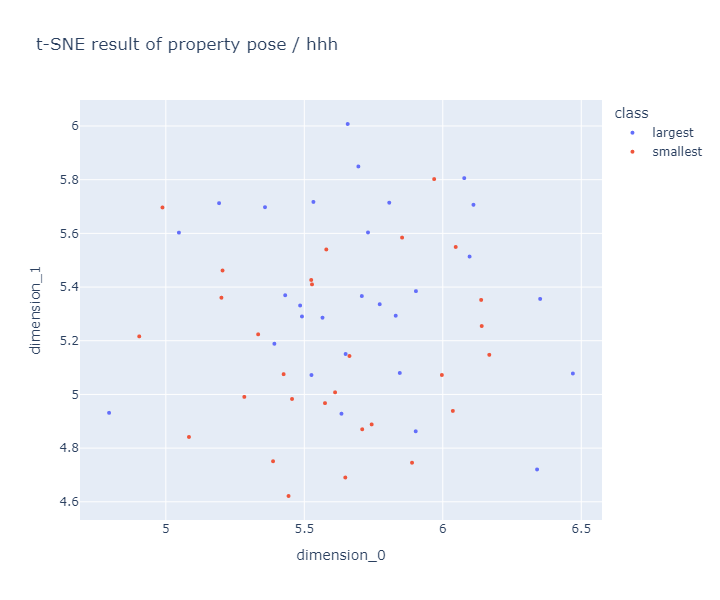 t-SNE result of property pose / hhh
class
largest
smallest
6
5.8
5.6
5.4
5.2
5
4.8
4.6
dimension_1
5
5.5
6
6.5
dimension_0